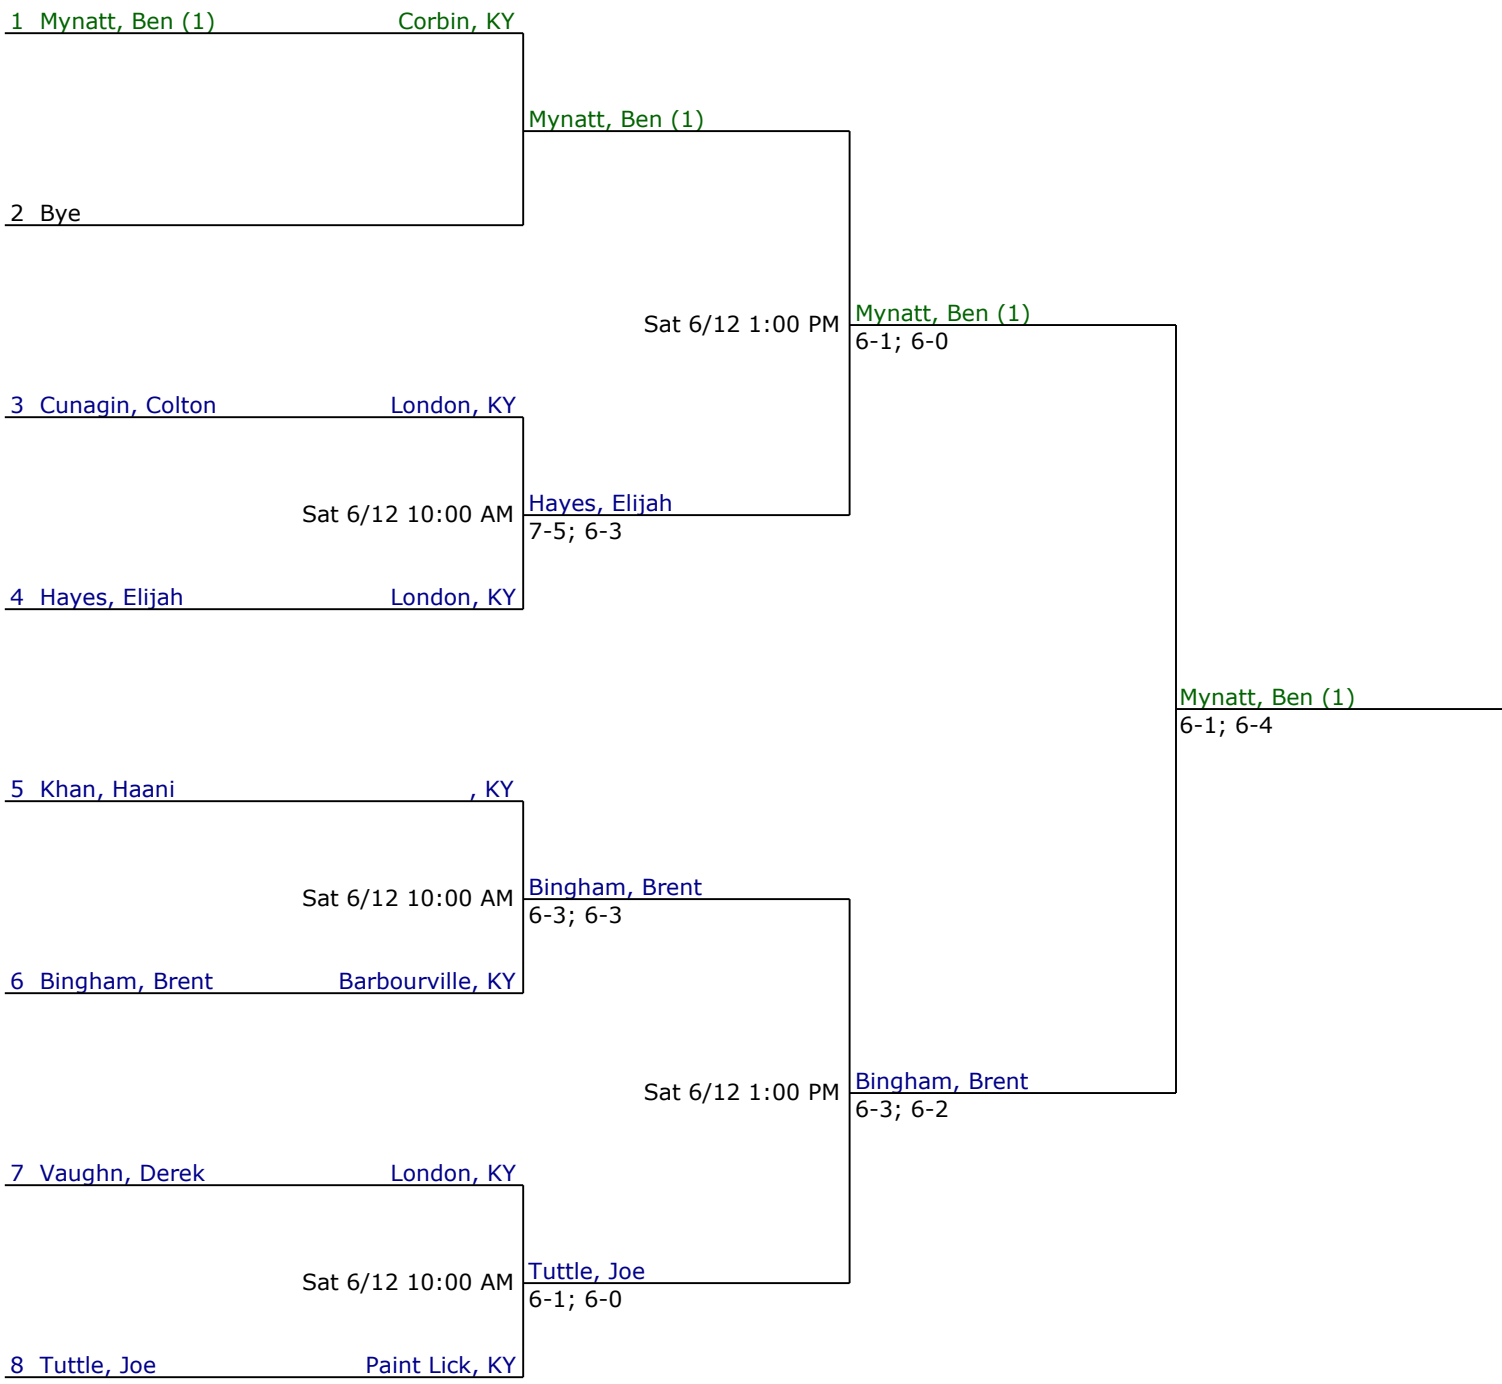 1 Mynatt, Ben (1) Corbin, KY
Mynatt, Ben (1)
2 Bye
Mynatt, Ben (1)
Sat 6/12 1:00 PM
6-1; 6-0
3 Cunagin, Colton London, KY
Hayes, Elijah
Sat 6/12 10:00 AM
7-5; 6-3
4 Hayes, Elijah London, KY
Mynatt, Ben (1)
6-1; 6-4
5 Khan, Haani , KY
Bingham, Brent
Sat 6/12 10:00 AM
6-3; 6-3
6 Bingham, Brent Barbourville, KY
Bingham, Brent
Sat 6/12 1:00 PM
6-3; 6-2
7 Vaughn, Derek London, KY
Tuttle, Joe
Sat 6/12 10:00 AM
6-1; 6-0
8 Tuttle, Joe Paint Lick, KY